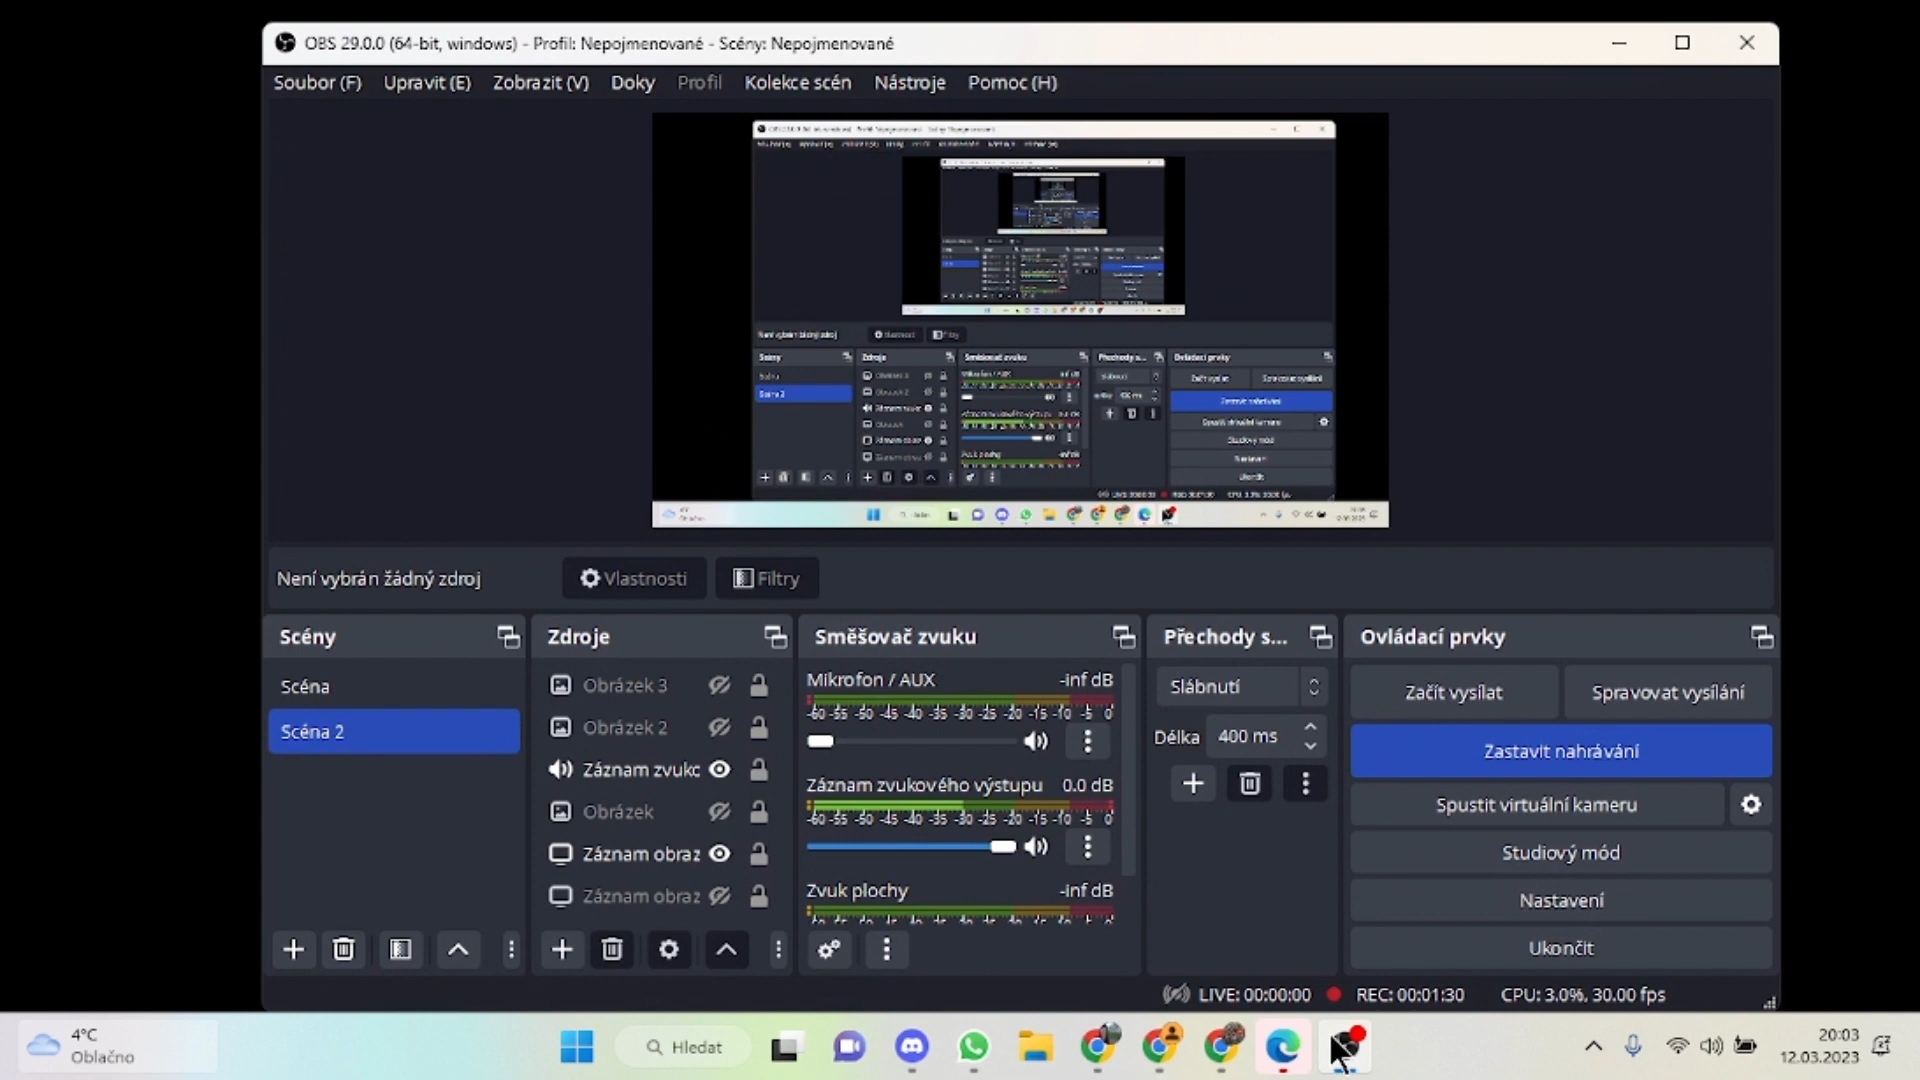 OBS 29.0.0 (64-bit, windows) - Profil: Nepojmenované - Scény: Nepojmenované
Soubor (F) Upravit (E) Zobrazit (V) Doky Profil Kolekce scén Nástroje Pomoc (H)
Není vybrán žádný zdroj Vlastnosti Filtry
Scény
Scéna
Scéna 2
Zdroje
Obrázek 3
Obrázek 2
Záznam zvukc
Obrázek
Záznam obraz
Záznam obraz
Směšovač zvuku
Mikrofon / AUX -inf dB
-60 -55 -50 -45 -40 -35 -30 -25 -20 -15 -10 -5 0
Záznam zvukového výstupu 0.0 dB
-60 -55 -50 -45 -40 -35 -30 -25 -20 -15 -10 -5 0
Zvuk plochy -inf dB
Přechody s...
Slábnutí
Délka 400 ms
Ovládací prvky
Začít vysílat Spravovat vysílání
Zastavit nahrávání
Spustit virtuální kameru
Studiový mód
Nastavení
Ukončit
LIVE: 00:00:00 REC: 00:01:30 CPU: 3.0%, 30.00 fps
4°C
Oblačno
Hledat
20:03
12.03.2023